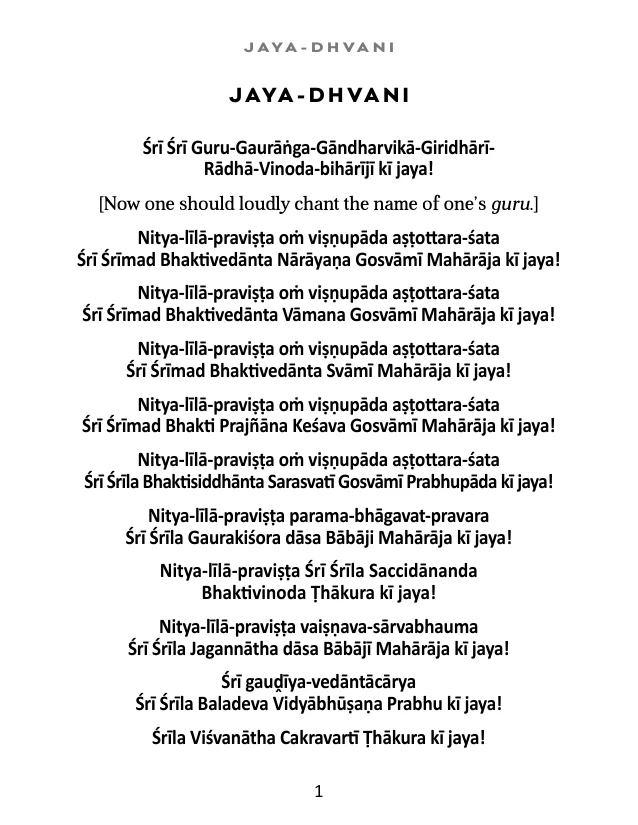 JAYA-DHVANI
JAYA-DHVANI
Śrī Śrī Guru-Gaurāṅga-Gāndharvikā-Giridhārī-
Rādhā-Vinoda-bihārījī kī jaya!
[Now one should loudly chant the name of one's guru.]
Nitya-līlā-praviṣṭa oṁ viṣṇupāda aṣṭottara-śata
Śrī Śrīmad Bhaktivedānta Nārāyaṇa Gosvāmī Mahārāja kī jaya!
Nitya-līlā-praviṣṭa oṁ viṣṇupāda aṣṭottara-śata
Śrī Śrīmad Bhaktivedānta Vāmana Gosvāmī Mahārāja kī jaya!
Nitya-līlā-praviṣṭa oṁ viṣṇupāda aṣṭottara-śata
Śrī Śrīmad Bhaktivedānta Svāmī Mahārāja kī jaya!
Nitya-līlā-praviṣṭa oṁ viṣṇupāda aṣṭottara-śata
Śrī Śrīmad Bhakti Prajñāna Keśava Gosvāmī Mahārāja kī jaya!
Nitya-līlā-praviṣṭa oṁ viṣṇupāda aṣṭottara-śata
Śrī Śrīla Bhaktisiddhānta Sarasvatī Gosvāmī Prabhupāda kī jaya!
Nitya-līlā-praviṣṭa parama-bhāgavat-pravara
Śrī Śrīla Gaurakiśora dāsa Bābāji Mahārāja kī jaya!
Nitya-līlā-praviṣṭa Śrī Śrīla Saccidānanda
Bhaktivinoda Ṭhākura kī jaya!
Nitya-līlā-praviṣṭa vaiṣṇava-sārvabhauma
Śrī Śrīla Jagannātha dāsa Bābājī Mahārāja kī jaya!
Śrī gauḓīya-vedāntācārya
Śrī Śrīla Baladeva Vidyābhūṣaṇa Prabhu kī jaya!
Śrīla Viśvanātha Cakravartī Ṭhākura kī jaya!
1